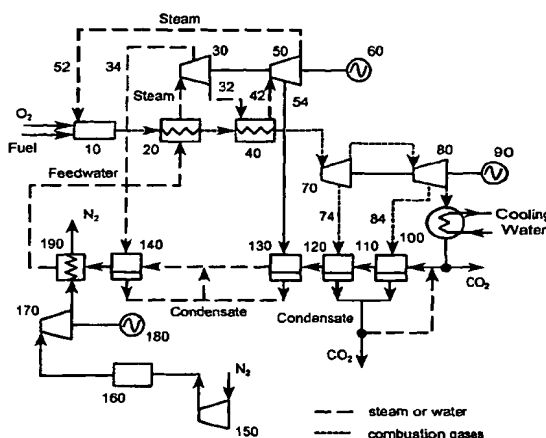 Steam
34
30
50
60
52
Steam
32
42
54
O2
Fuel
10
20
40
80
90
Feedwater
70
N2
74
84
100
Cooling
Water
190
140
130
120
110
CO2
170
Condensate
Condensate
180
N2
CO2
160
150
steam or water
combustion gases